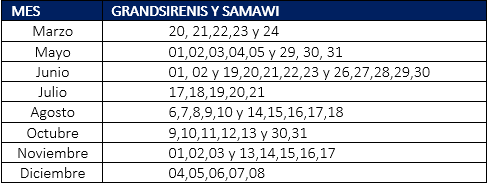 MES GRANDSIRENIS Y SAMAWI
Marzo 20, 21,22,23 y 24
Mayo 01,02,03,04,05 y 29, 30, 31
Junio 01, 02 y 19,20,21,22,23 y 26,27,28,29,30
Julio 17,18,19,20,21
Agosto 6,7,8,9,10 y 14,15,16,17,18
Octubre 9,10,11,12,13 y 30,31
Noviembre 01,02,03 y 13,14,15,16,17
Diciembre 04,05,06,07,08